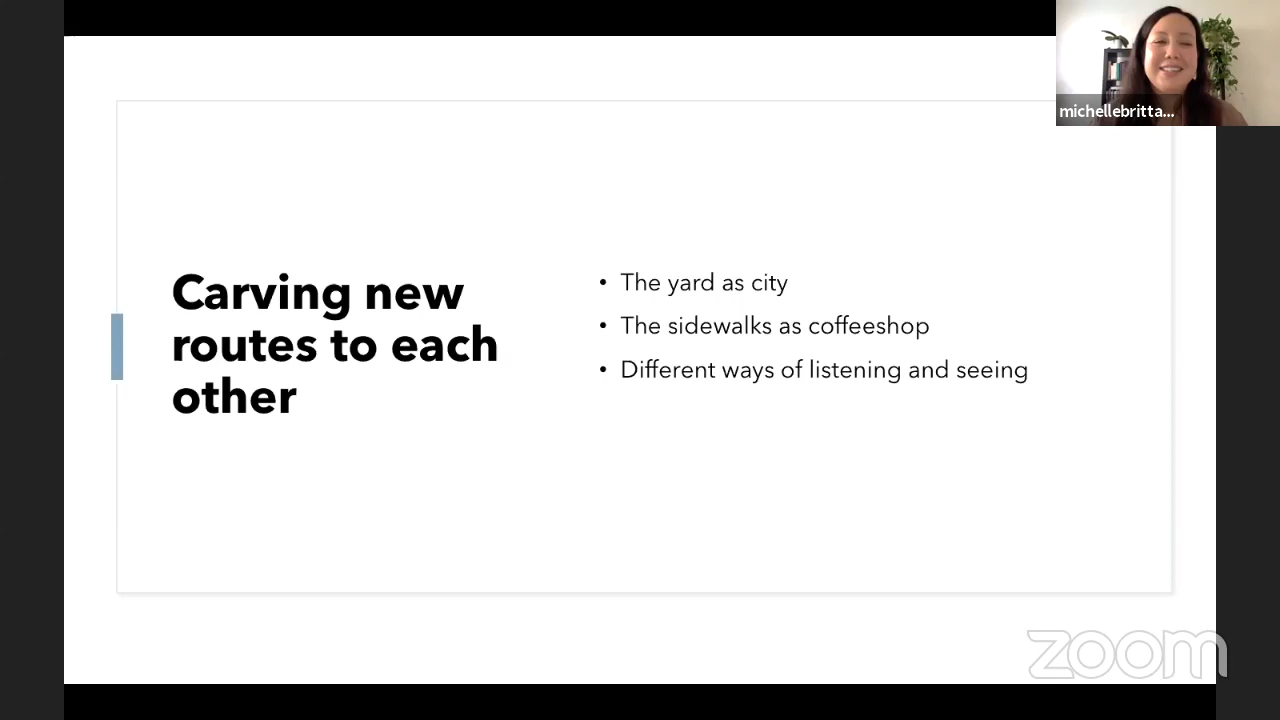 michellebritta...
Carving new
routes to each
other
• The yard as city
• The sidewalks as coffeeshop
• Different ways of listening and seeing
zoom